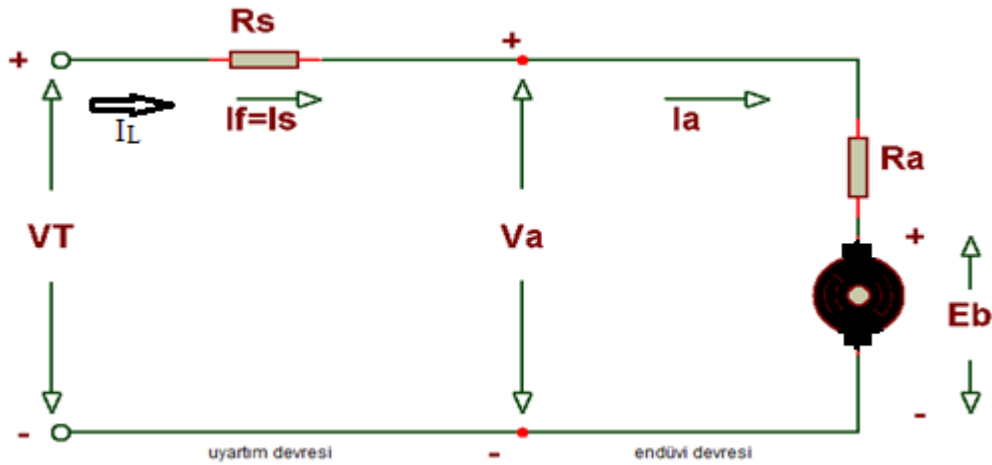 Rs
+ +
IL
If=Is
Ia
Ra
VT
Va
+
Eb
-
- -
uyartım devresi
endüvi devresi